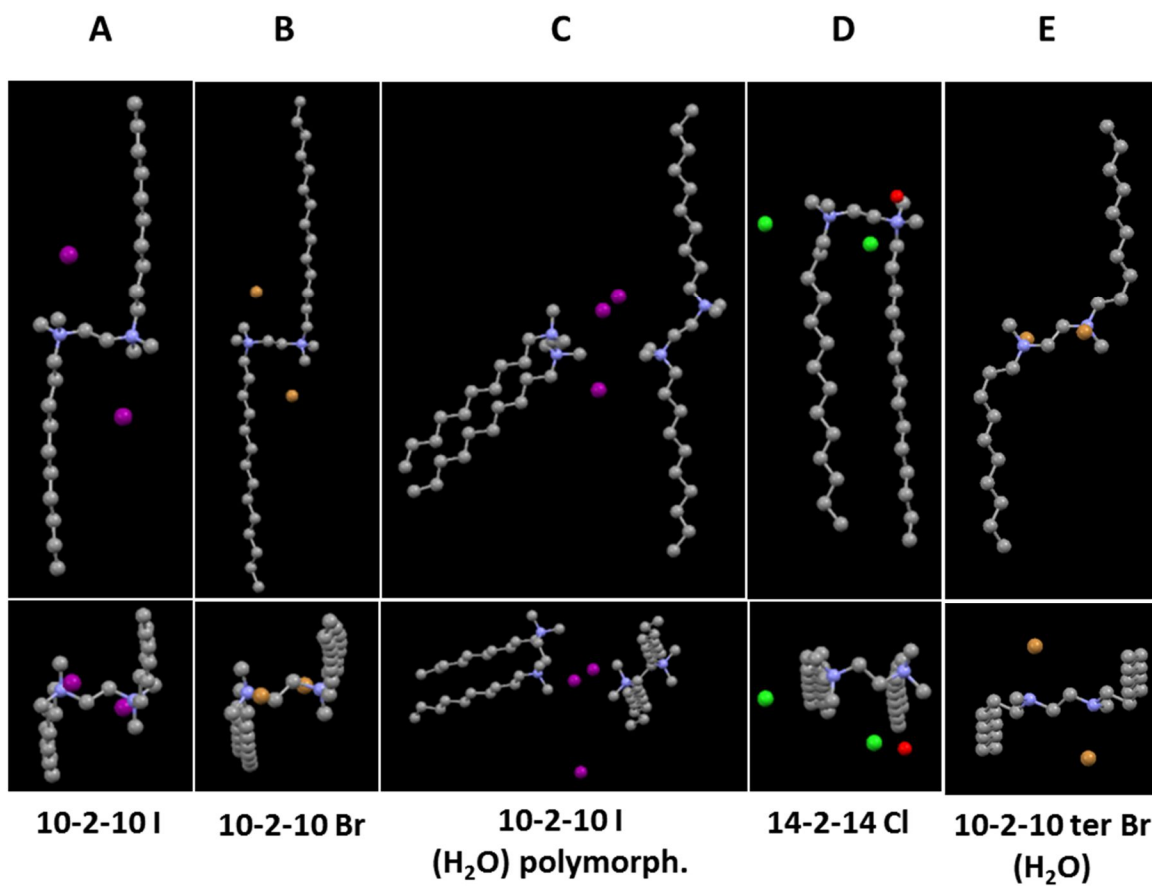 A B C D E
10-2-10 I 10-2-10 Br 10-2-10 I 14-2-14 Cl 10-2-10 ter Br
(H₂O) polymorph. (H₂O)